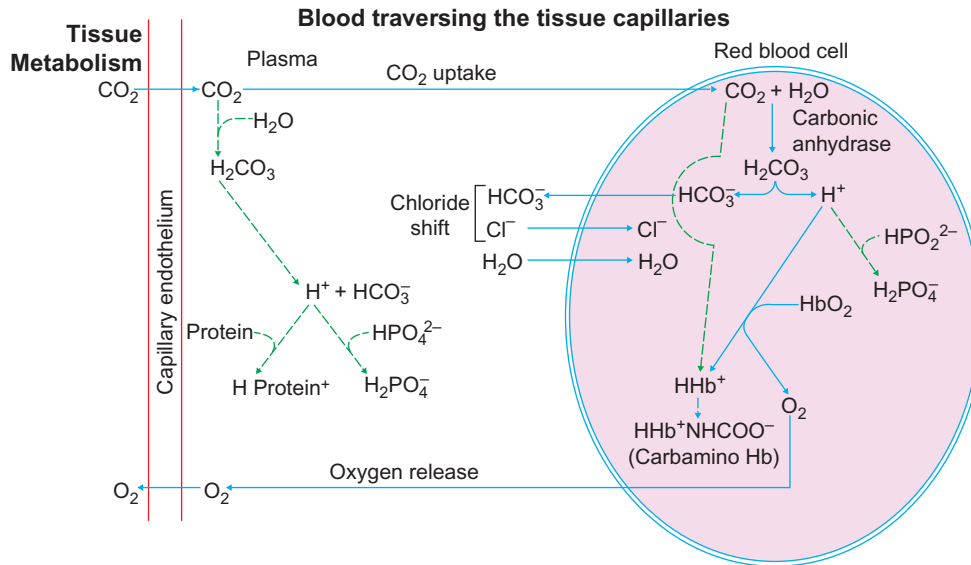 Blood traversing the tissue capillaries
Tissue
Metabolism
Plasma
Red blood cell
CO₂
CO₂
CO₂ uptake
CO₂ + H₂O
H₂O
Carbonic
anhydrase
H₂CO₃
H₂CO₃
Chloride
shift
HCO₃⁻
HCO₃⁻
H⁺
Cl⁻
Cl⁻
HPO₂²⁻
H₂O
H₂O
H₂PO₄⁻
Capillary endothelium
H⁺ + HCO₃⁻
HbO₂
Protein
HPO₄²⁻
H Protein⁺
H₂PO₄⁻
HHb⁺
O₂
HHb⁺NHCOO⁻
(Carbamino Hb)
Oxygen release
O₂
O₂